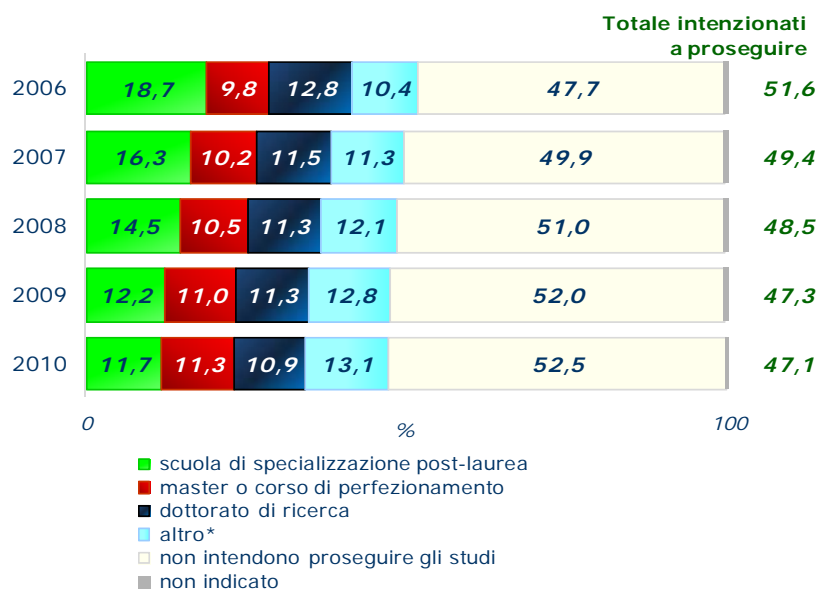 Totale intenzionati
a proseguire
2006 18,7 9,8 12,8 10,4 47,7 51,6
2007 16,3 10,2 11,5 11,3 49,9 49,4
2008 14,5 10,5 11,3 12,1 51,0 48,5
2009 12,2 11,0 11,3 12,8 52,0 47,3
2010 11,7 11,3 10,9 13,1 52,5 47,1
0 % 100
scuola di specializzazione post-laurea
master o corso di perfezionamento
dottorato di ricerca
altro*
non intendono proseguire gli studi
non indicato